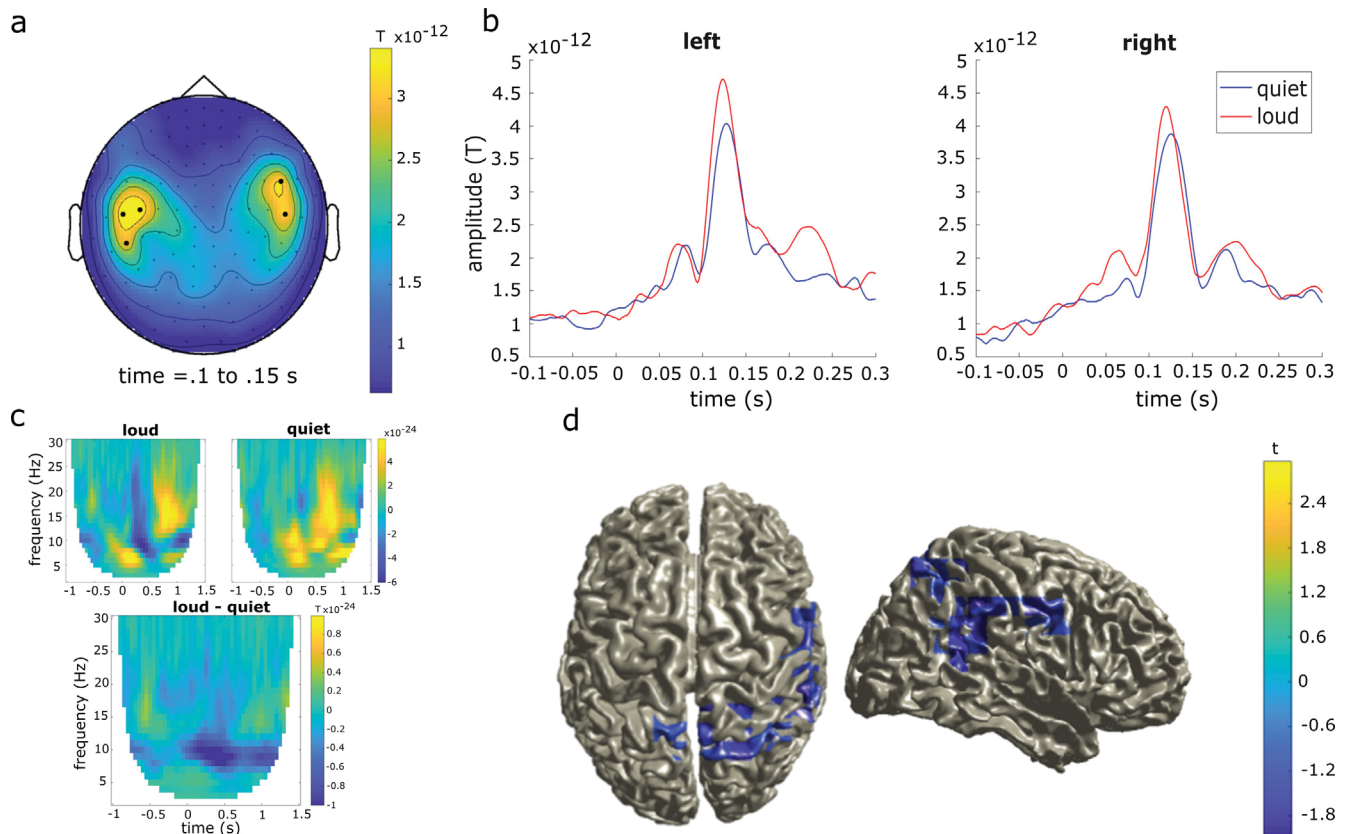 a
T x10-12
3
2.5
2
1.5
1
time =.1 to .15 s
b
left
x10-12
5
4.5
4
3.5
3
2.5
2
1.5
1
0.5
amplitude (T)
-0.1 -0.05 0 0.05 0.1 0.15 0.2 0.25 0.3
time (s)
right
x10-12
5
4.5
4
3.5
3
2.5
2
1.5
1
0.5
-0.1 -0.05 0 0.05 0.1 0.15 0.2 0.25 0.3
time (s)
quiet
loud
c
loud
30
25
20
15
10
5
frequency (Hz)
-1 -0.5 0 0.5 1 1.5
quiet
x10-24
4
2
0
-2
-4
-6
-1 -0.5 0 0.5 1 1.5
loud - quiet
T x10-24
30
25
20
15
10
5
frequency (Hz)
0.8
0.6
0.4
0.2
0
-0.2
-0.4
-0.6
-0.8
-1
-1 -0.5 0 0.5 1 1.5
time (s)
d
t
2.4
1.8
1.2
0.6
0
-0.6
-1.2
-1.8